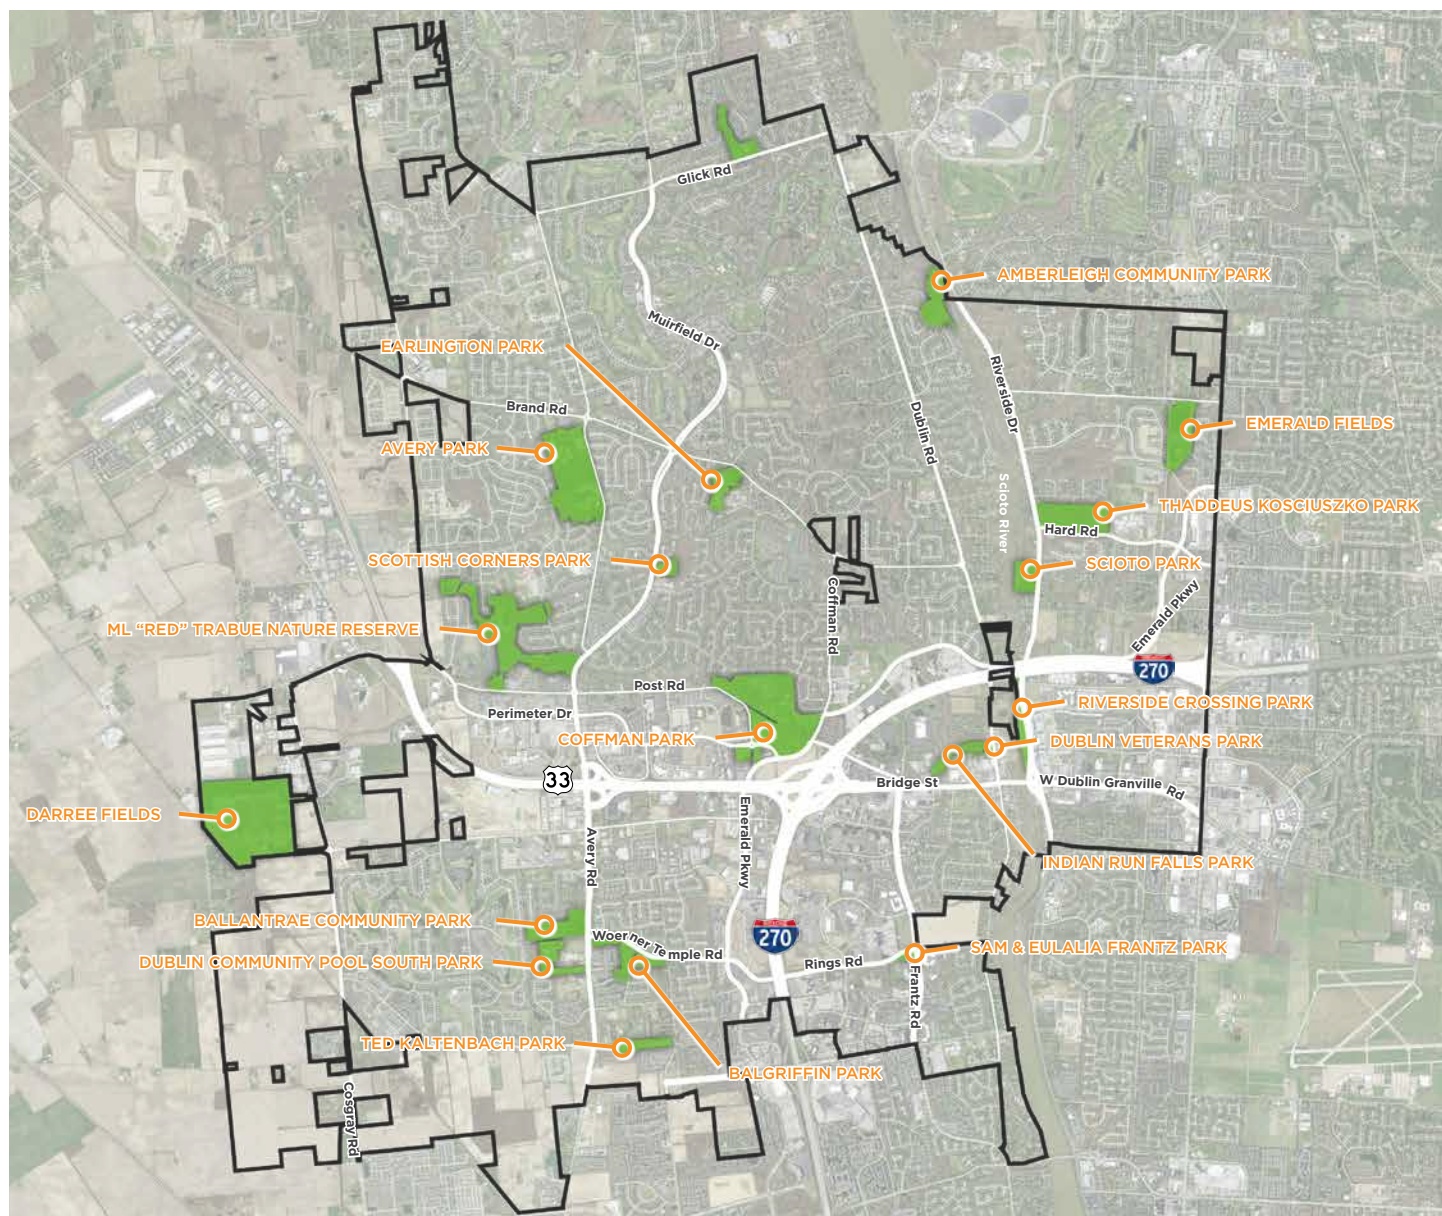 Glick Rd
AMBERLEIGH COMMUNITY PARK
Muirfield Dr
EARLINGTON PARK
Riverside Dr
Brand Rd
Dublin Rd
EMERALD FIELDS
AVERY PARK
Scioto River
THADDEUS KOSCIUSZKO PARK
Hard Rd
SCOTTISH CORNERS PARK
SCIOTO PARK
Coffman Rd
Emerald Pkwy
ML “RED” TRABUE NATURE RESERVE
270
Post Rd
RIVERSIDE CROSSING PARK
Perimeter Dr
COFFMAN PARK
DUBLIN VETERANS PARK
33
Bridge St
W Dublin Granville Rd
DARREE FIELDS
Emerald Pkwy
Avery Rd
INDIAN RUN FALLS PARK
BALLANTRAE COMMUNITY PARK
Woerner Temple Rd
270
SAM & EULALIA FRANTZ PARK
DUBLIN COMMUNITY POOL SOUTH PARK
Rings Rd
Frantz Rd
TED KALTENBACH PARK
BALGRIFFIN PARK
Cosgray Rd